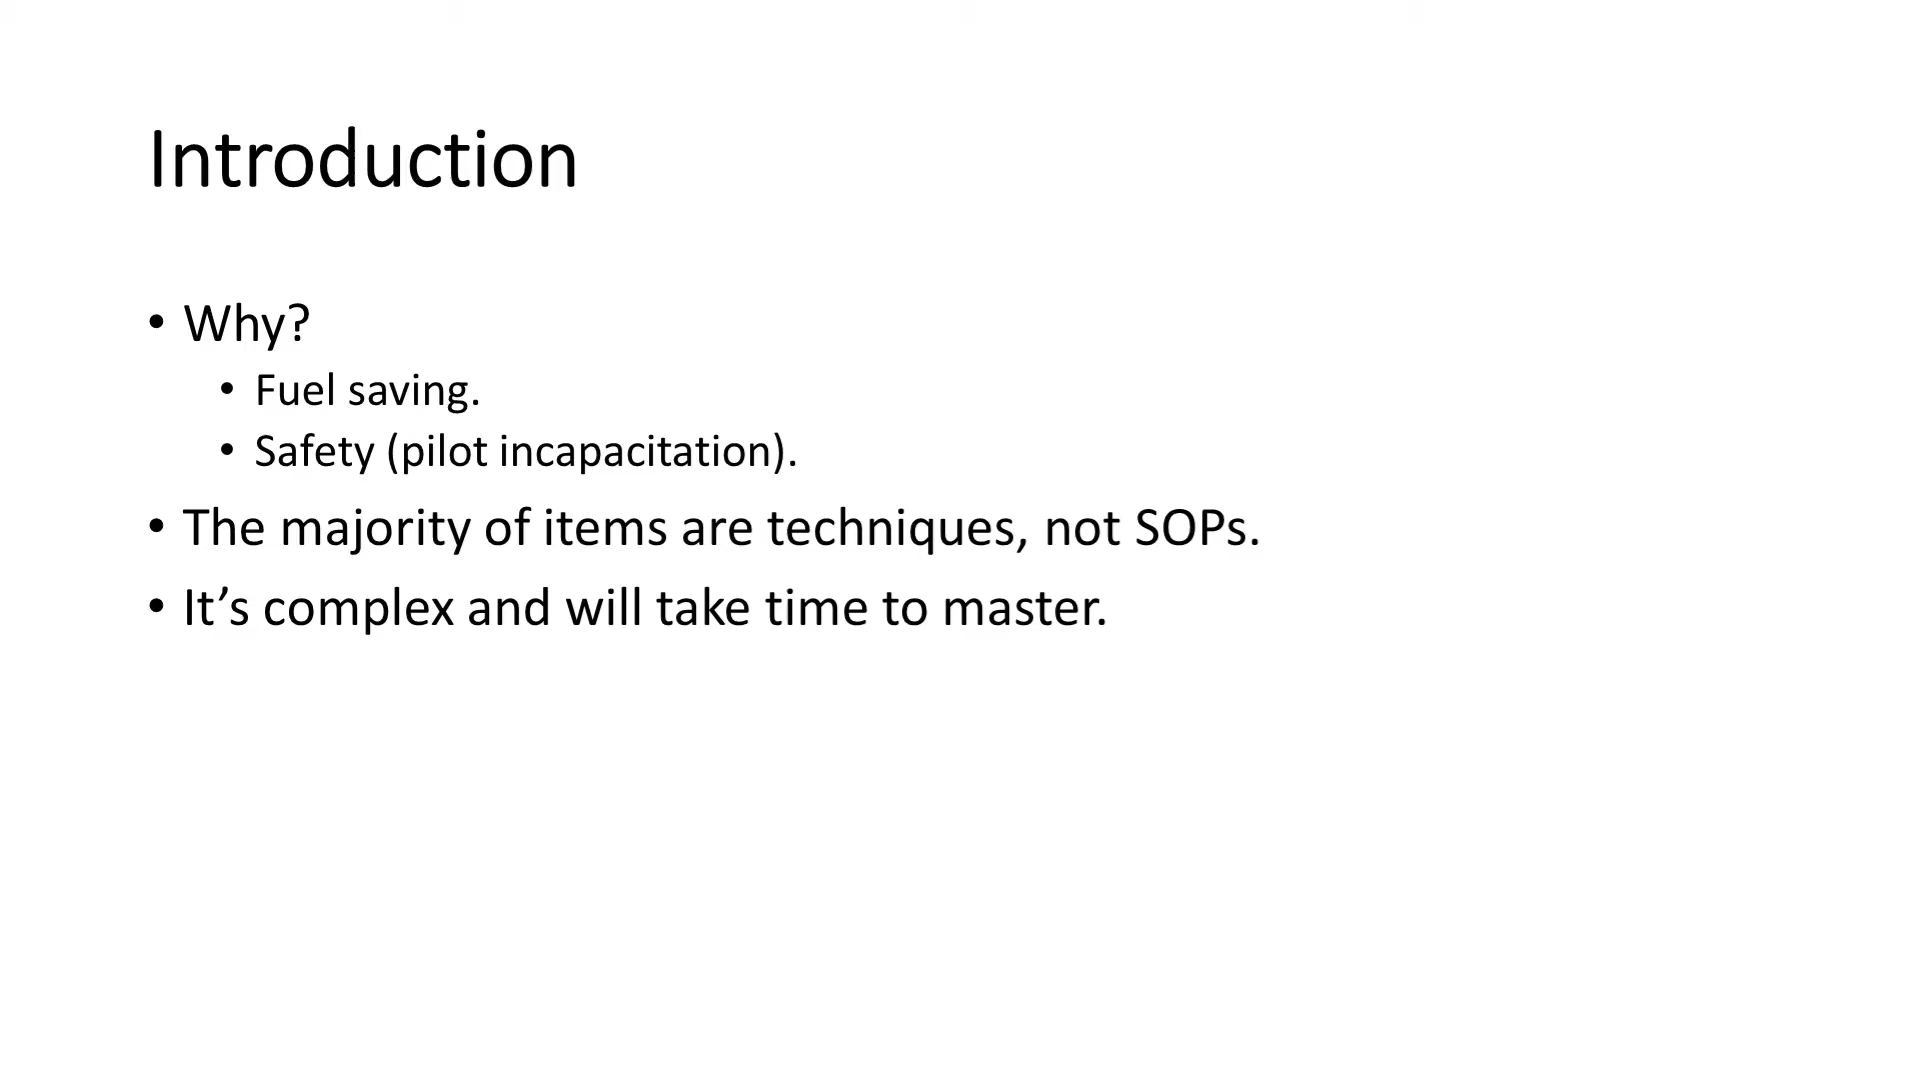 Introduction
• Why?
• Fuel saving.
• Safety (pilot incapacitation).
• The majority of items are techniques, not SOPs.
• It’s complex and will take time to master.